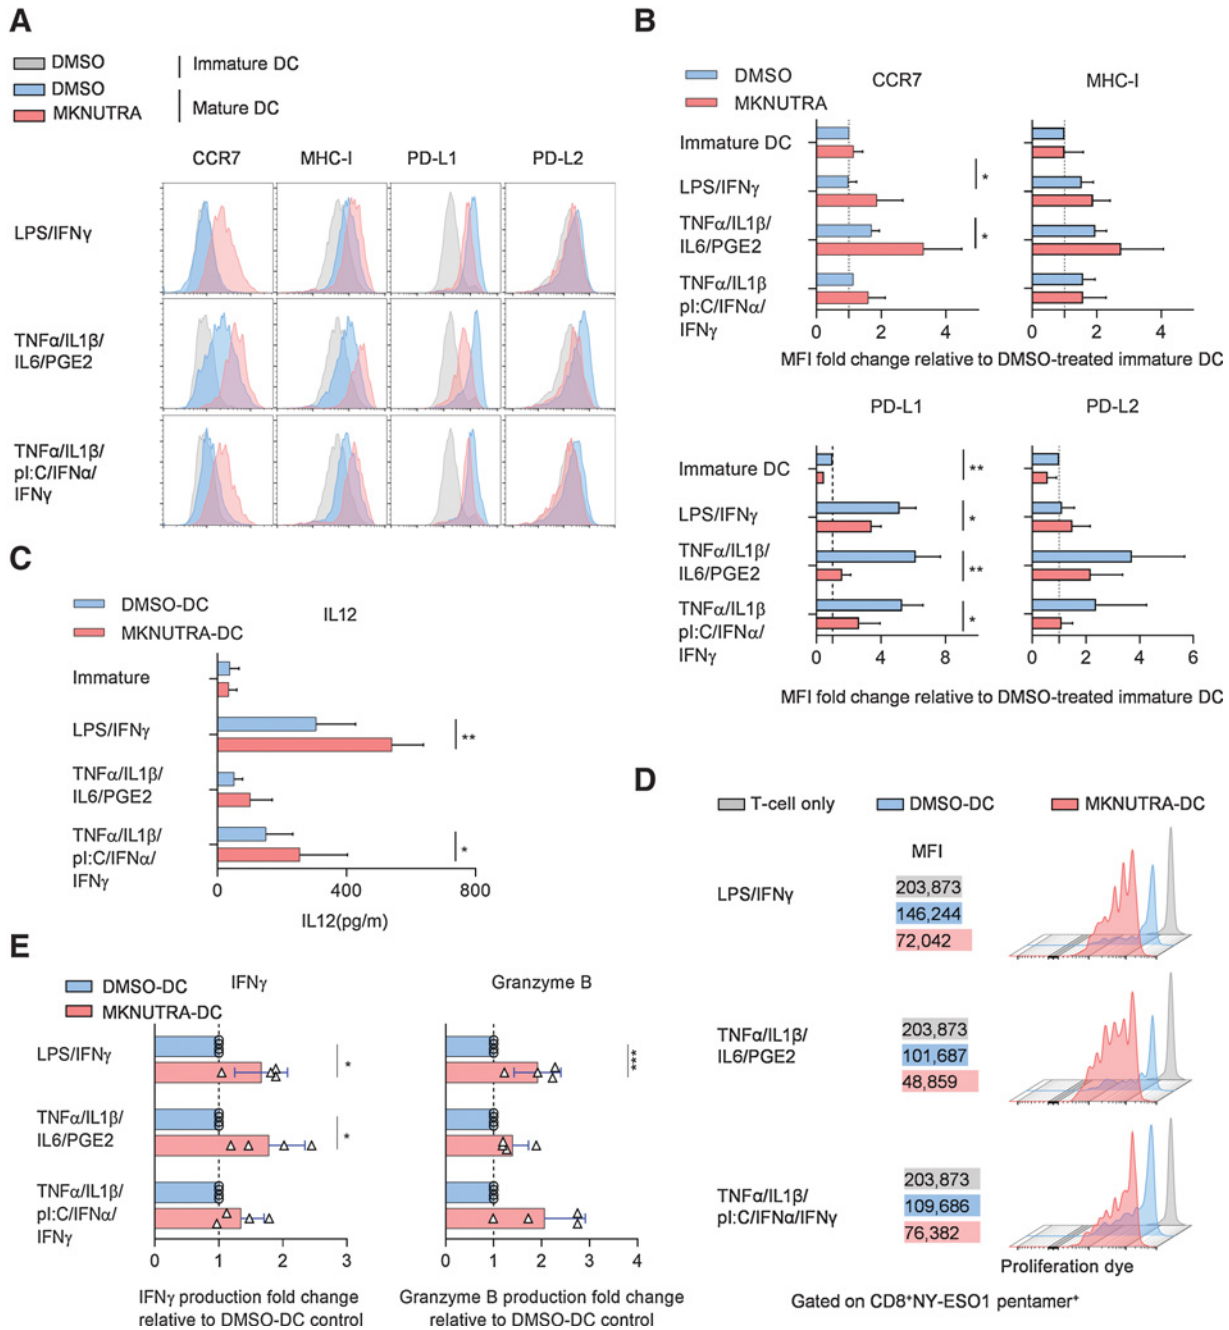 A
DMSO
Immature DC
DMSO
Mature DC
MKNUTRA
CCR7
MHC-I
PD-L1
PD-L2
LPS/IFNγ
TNFα/IL1β/
IL6/PGE2
TNFα/IL1β/
pI:C/IFNα/
IFNγ
B
DMSO
MKNUTRA
CCR7
MHC-I
Immature DC
LPS/IFNγ
*
TNFα/IL1β/
IL6/PGE2
*
TNFα/IL1β
pI:C/IFNα/
IFNγ
0 2 4
0 2 4
MFI fold change relative to DMSO-treated immature DC
PD-L1
PD-L2
Immature DC
**
LPS/IFNγ
*
TNFα/IL1β/
IL6/PGE2
**
TNFα/IL1β
pI:C/IFNα/
IFNγ
*
0 4 8
0 2 4 6
MFI fold change relative to DMSO-treated immature DC
C
DMSO-DC
MKNUTRA-DC
IL12
Immature
LPS/IFNγ
**
TNFα/IL1β/
IL6/PGE2
TNFα/IL1β/
pI:C/IFNα/
IFNγ
*
0 400 800
IL12(pg/m)
D
T-cell only
DMSO-DC
MKNUTRA-DC
MFI
LPS/IFNγ
203,873
146,244
72,042
TNFα/IL1β/
IL6/PGE2
203,873
101,687
48,859
TNFα/IL1β/
pI:C/IFNα/IFNγ
203,873
109,686
76,382
Proliferation dye
Gated on CD8⁺NY-ESO1 pentamer⁺
E
DMSO-DC
MKNUTRA-DC
IFNγ
Granzyme B
LPS/IFNγ
*
***
TNFα/IL1β/
IL6/PGE2
*
TNFα/IL1β/
pI:C/IFNα/
IFNγ
0 1 2 3
0 1 2 3 4
IFNγ production fold change
relative to DMSO-DC control
Granzyme B production fold change
relative to DMSO-DC control